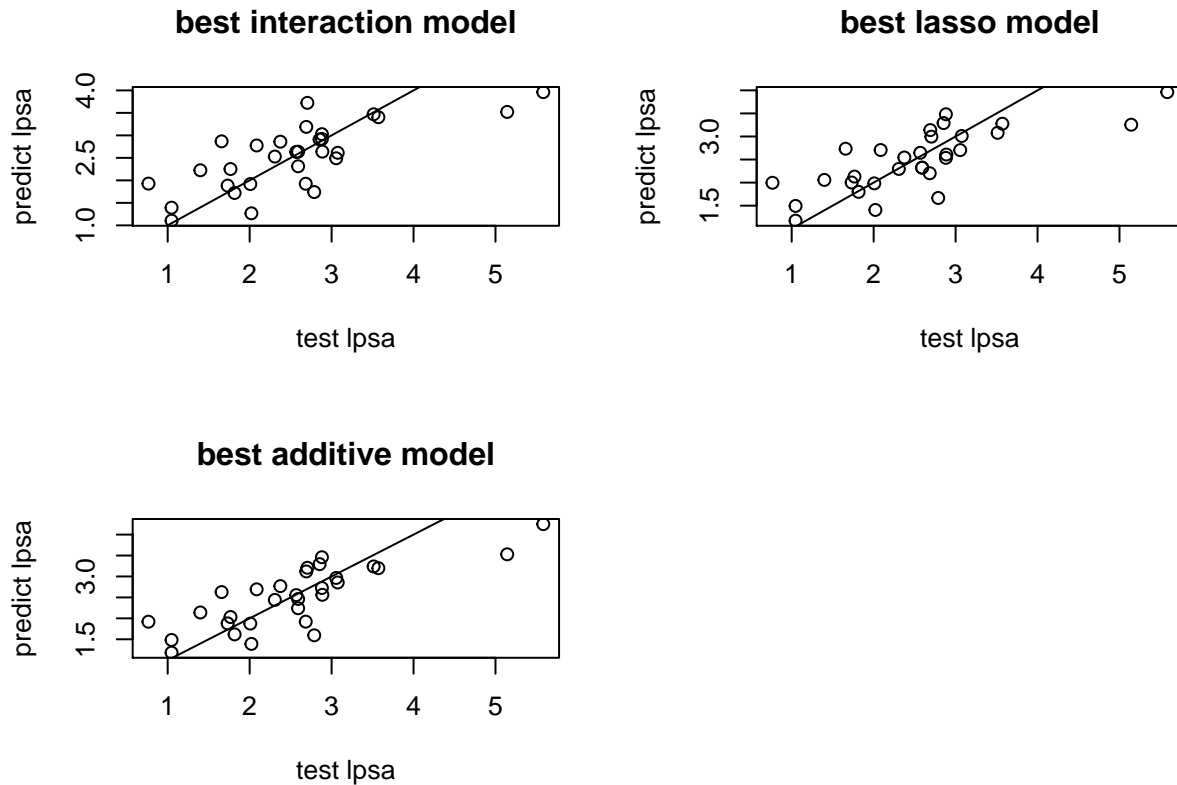 best interaction model
predict lpsa
4.0
2.5
1.0
1 2 3 4 5
test lpsa
best lasso model
predict lpsa
3.0
1.5
1 2 3 4 5
test lpsa
best additive model
predict lpsa
3.0
1.5
1 2 3 4 5
test lpsa